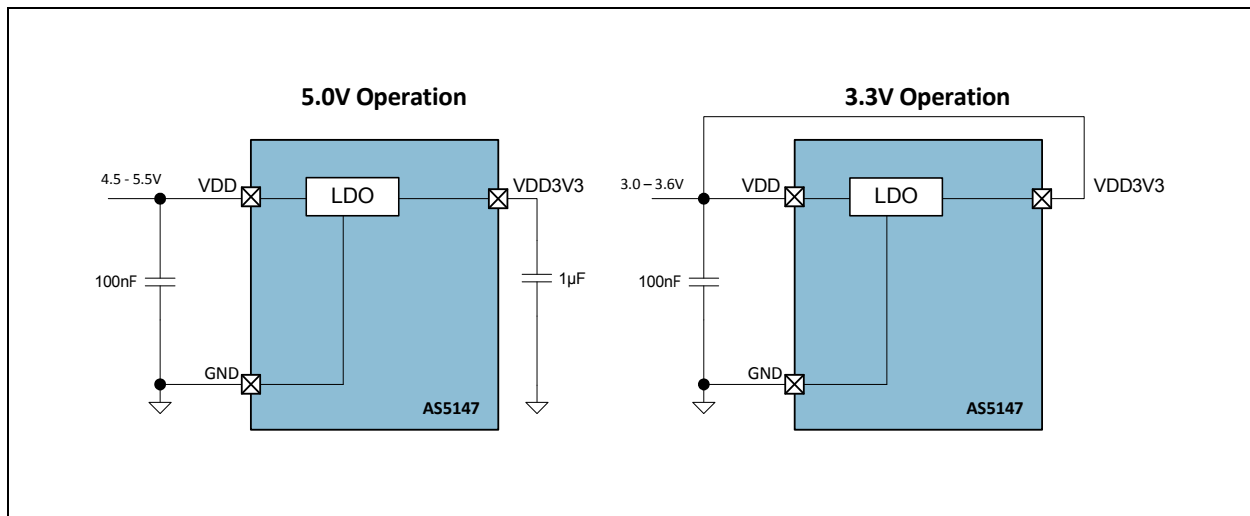 5.0V Operation
4.5 - 5.5V
VDD
LDO
VDD3V3
100nF
1µF
GND
AS5147
3.3V Operation
3.0 – 3.6V
VDD
LDO
VDD3V3
100nF
GND
AS5147